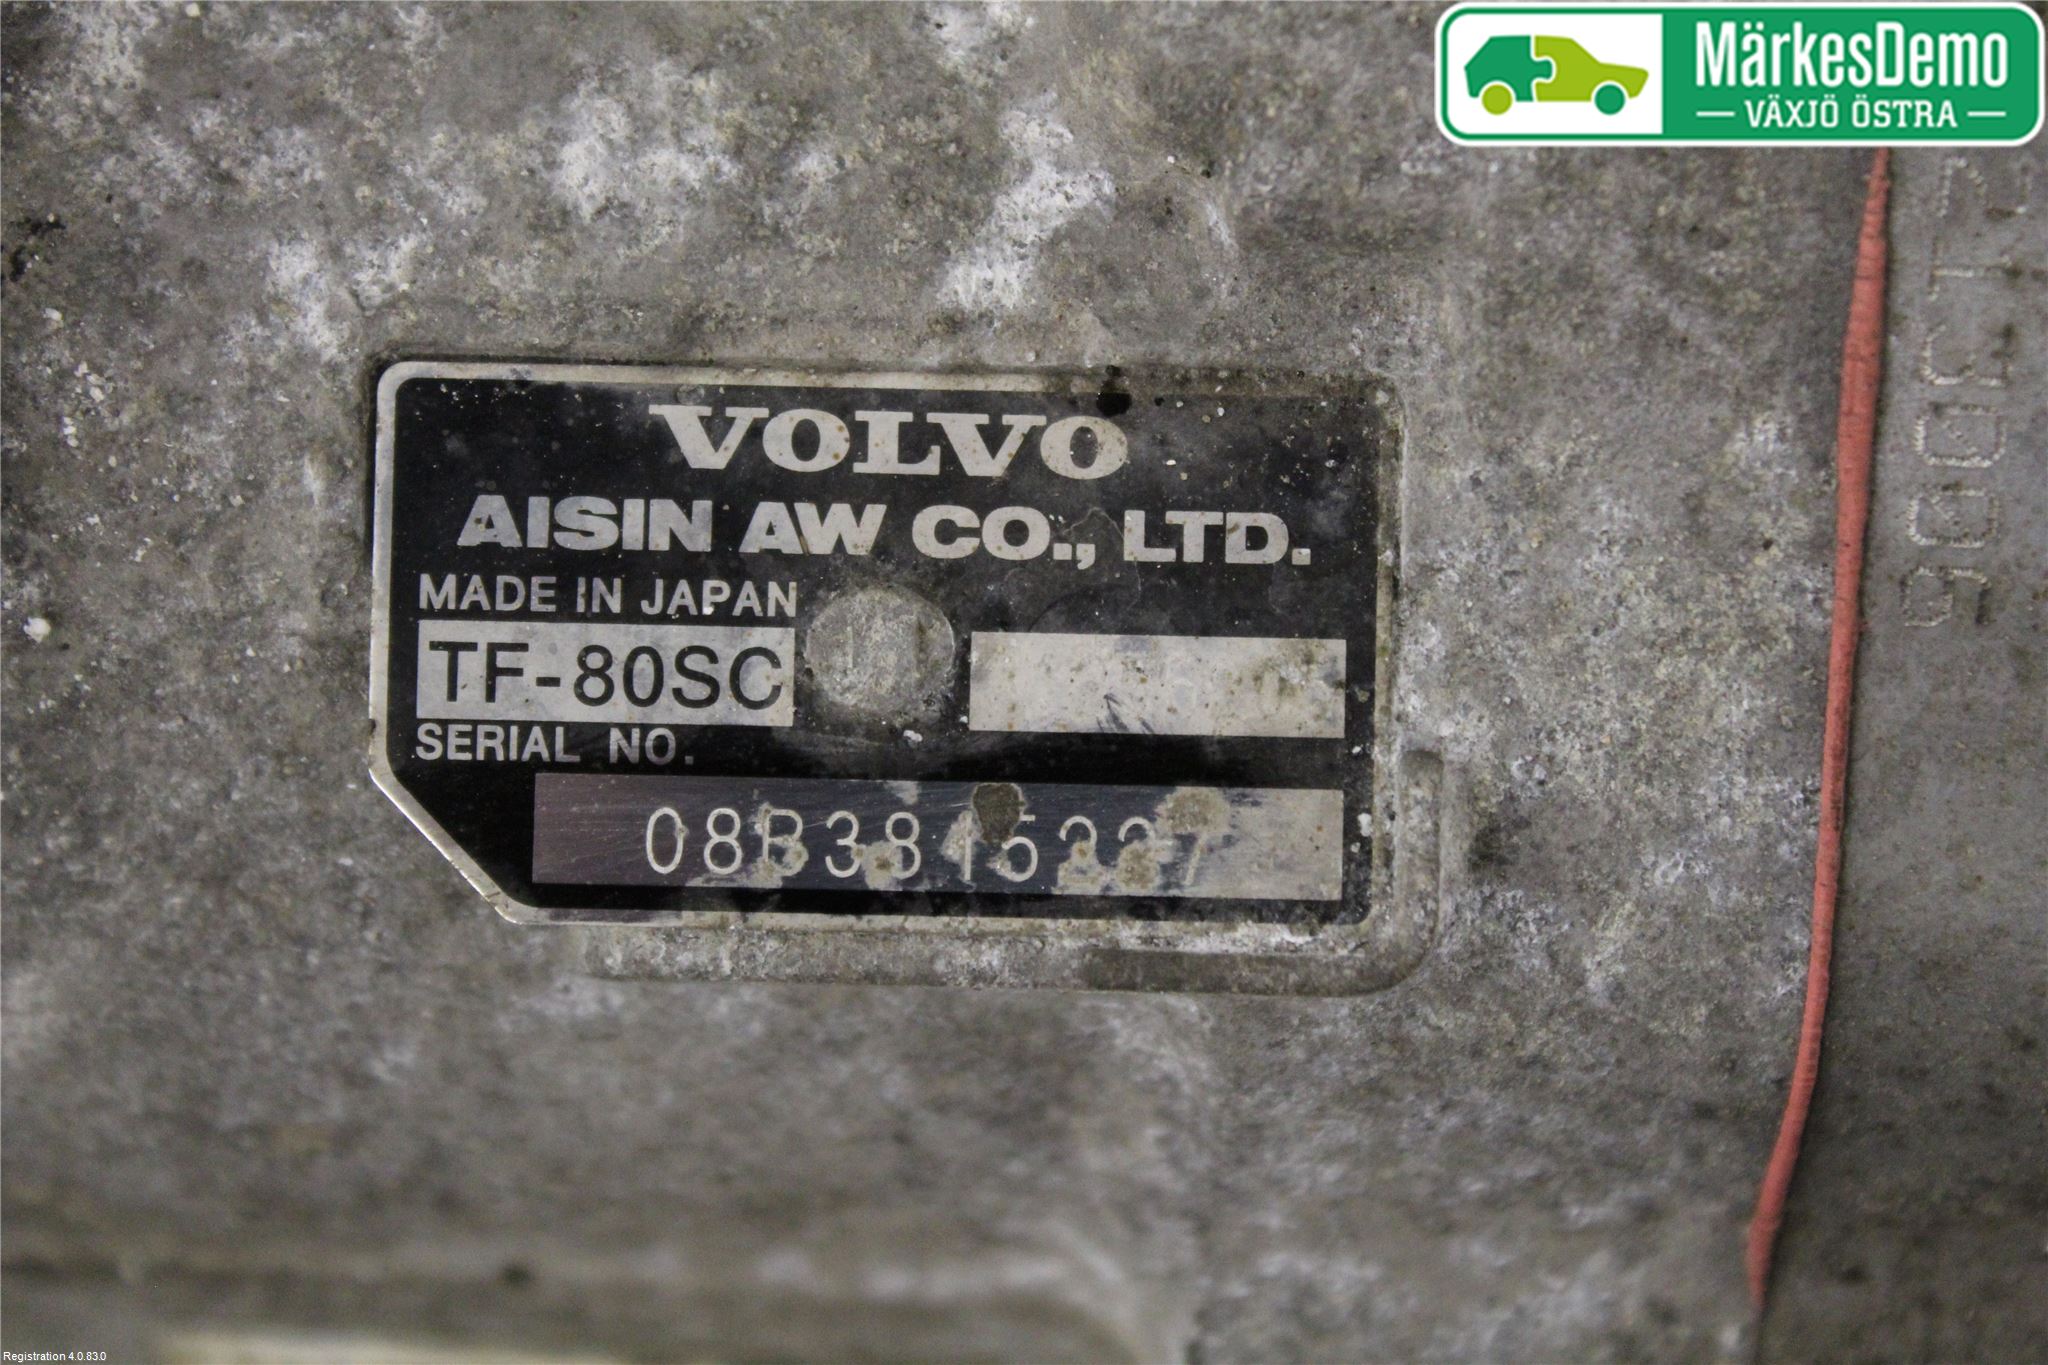 MärkesDemo
VÄXJÖ ÖSTRA
VOLVO
AISIN AW CO., LTD.
MADE IN JAPAN
TF-80SC
SERIAL NO.
Registration 4.0.83.0